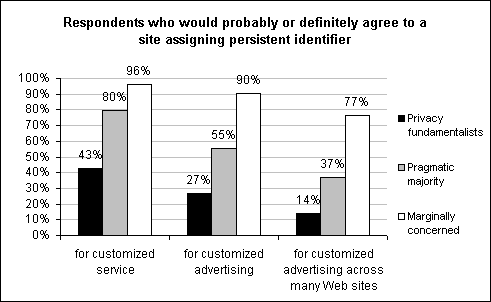 Respondents who would probably or definitely agree to a
site assigning persistent identifier
100%
90%
80%
70%
60%
50%
40%
30%
20%
10%
0%
43%
80%
96%
27%
55%
90%
14%
37%
77%
for customized
service
for customized
advertising
for customized
advertising across
many Web sites
Privacy
fundamentalists
Pragmatic
majority
Marginally
concerned